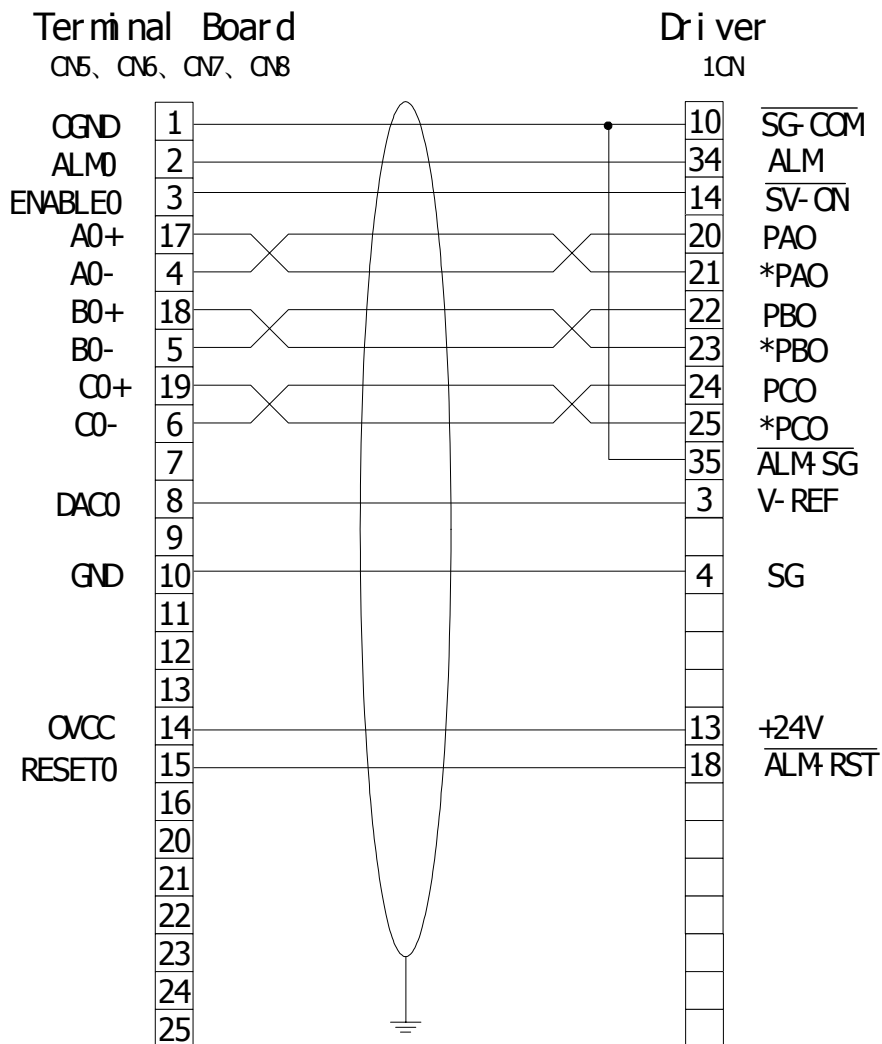 Terminal Board Driver
CN5、CN6、CN7、CN8 1CN
OGND 1 10 SG-COM
ALM0 2 34 ALM
ENABLE0 3 14 SV-ON
A0+ 17 20 PAO
A0- 4 21 *PAO
B0+ 18 22 PBO
B0- 5 23 *PBO
C0+ 19 24 PCO
C0- 6 25 *PCO
7 35 ALM-SG
DAC0 8 3 V-REF
9
GND 10 4 SG
11
12
13
OVCC 14 13 +24V
RESET0 15 18 ALM-RST
16
20
21
22
23
24
25